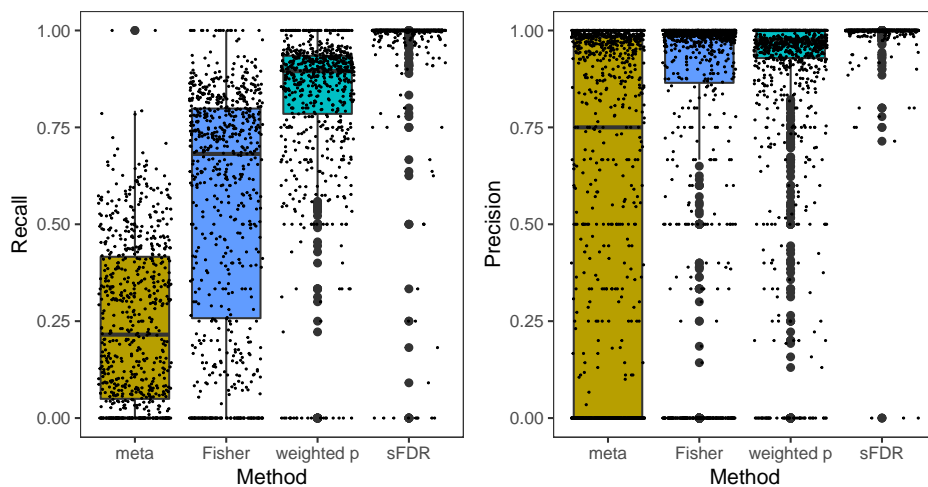 1.00
0.75
0.50
0.25
0.00
Recall
meta Fisher weighted p sFDR
Method
1.00
0.75
0.50
0.25
0.00
Precision
meta Fisher weighted p sFDR
Method